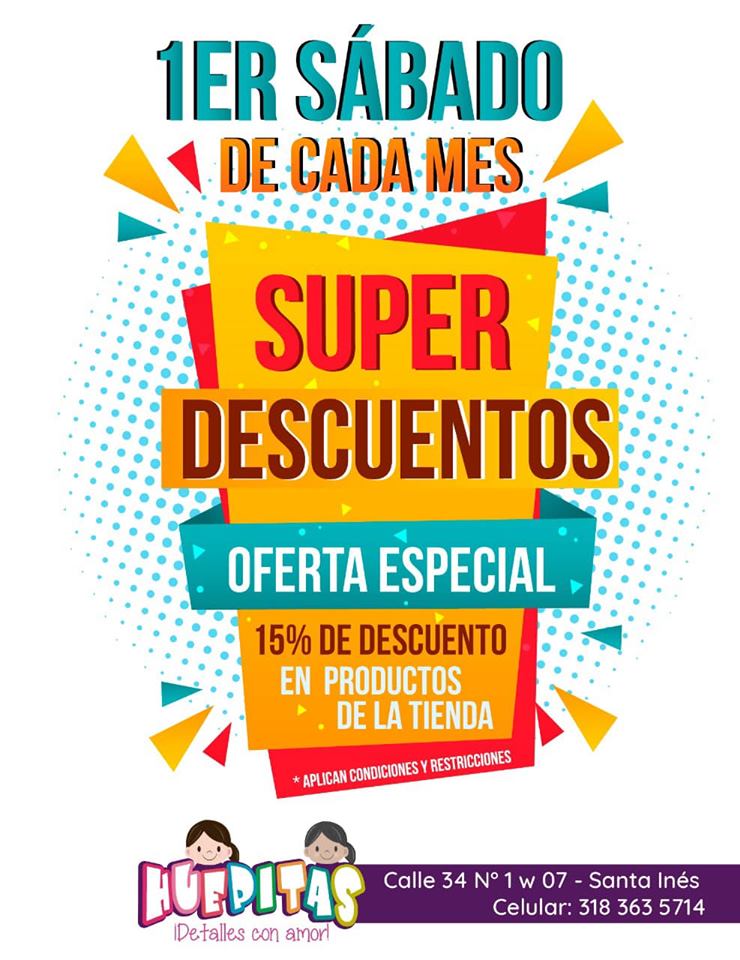 1ER SÁBADO
DE CADA MES
SUPER
DESCUENTOS
OFERTA ESPECIAL
15% DE DESCUENTO
EN PRODUCTOS
DE LA TIENDA
* APLICAN CONDICIONES Y RESTRICCIONES
HUEPITAS
¡Detalles con amor!
Calle 34 N° 1 w 07 - Santa Inés
Celular: 318 363 5714